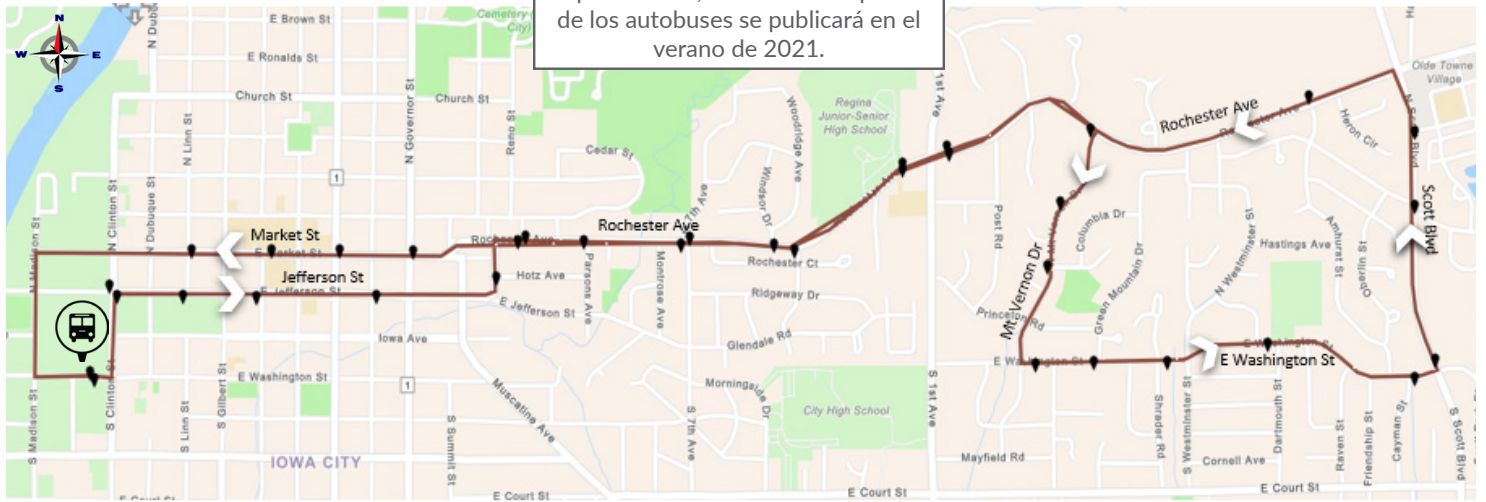 de los autobuses se publicará en el
verano de 2021.
N
W
E
S
E Brown St
Cemetery
City)
N Dubuque St
E Ronalds St
Church St
Church St
N Linn St
N Governor St
Reno St
Cedar St
1
Woodridge Ave
Windsor Dr
Regina
Junior-Senior
High School
1st Ave
Rochester Ave
Heron Cir
Olde Towne
Village
N Clinton St
N Madison St
Market St
Jefferson St
E Jefferson St
Rochester Ave
Rochester Ct
Hotz Ave
E Jefferson St
Parsons Ave
Montrose Ave
Ridgeway Dr
Glendale Rd
Post Rd
Columbia Dr
Mt. Vernon Dr
Princeton Rd
Green Mountain Dr
N Westminster St
Hastings Ave
Amhurst St
Oberlin St
Scott Blvd
Iowa Ave
E Washington St
1
E Washington St
E Washington St
S Madison St
S Clinton St
S Linn St
S Gilbert St
S Summit St
Muscatine Ave
Morningside Dr
S 7th Ave
City High School
S 1st Ave
Mayfield Rd
Shrader Rd
S Westminster St
Cornell Ave
Dartmouth St
Raven St
Friendship St
Cayman St
S Scott Blvd
IOWA CITY
E Court St
E Court St
E Court St